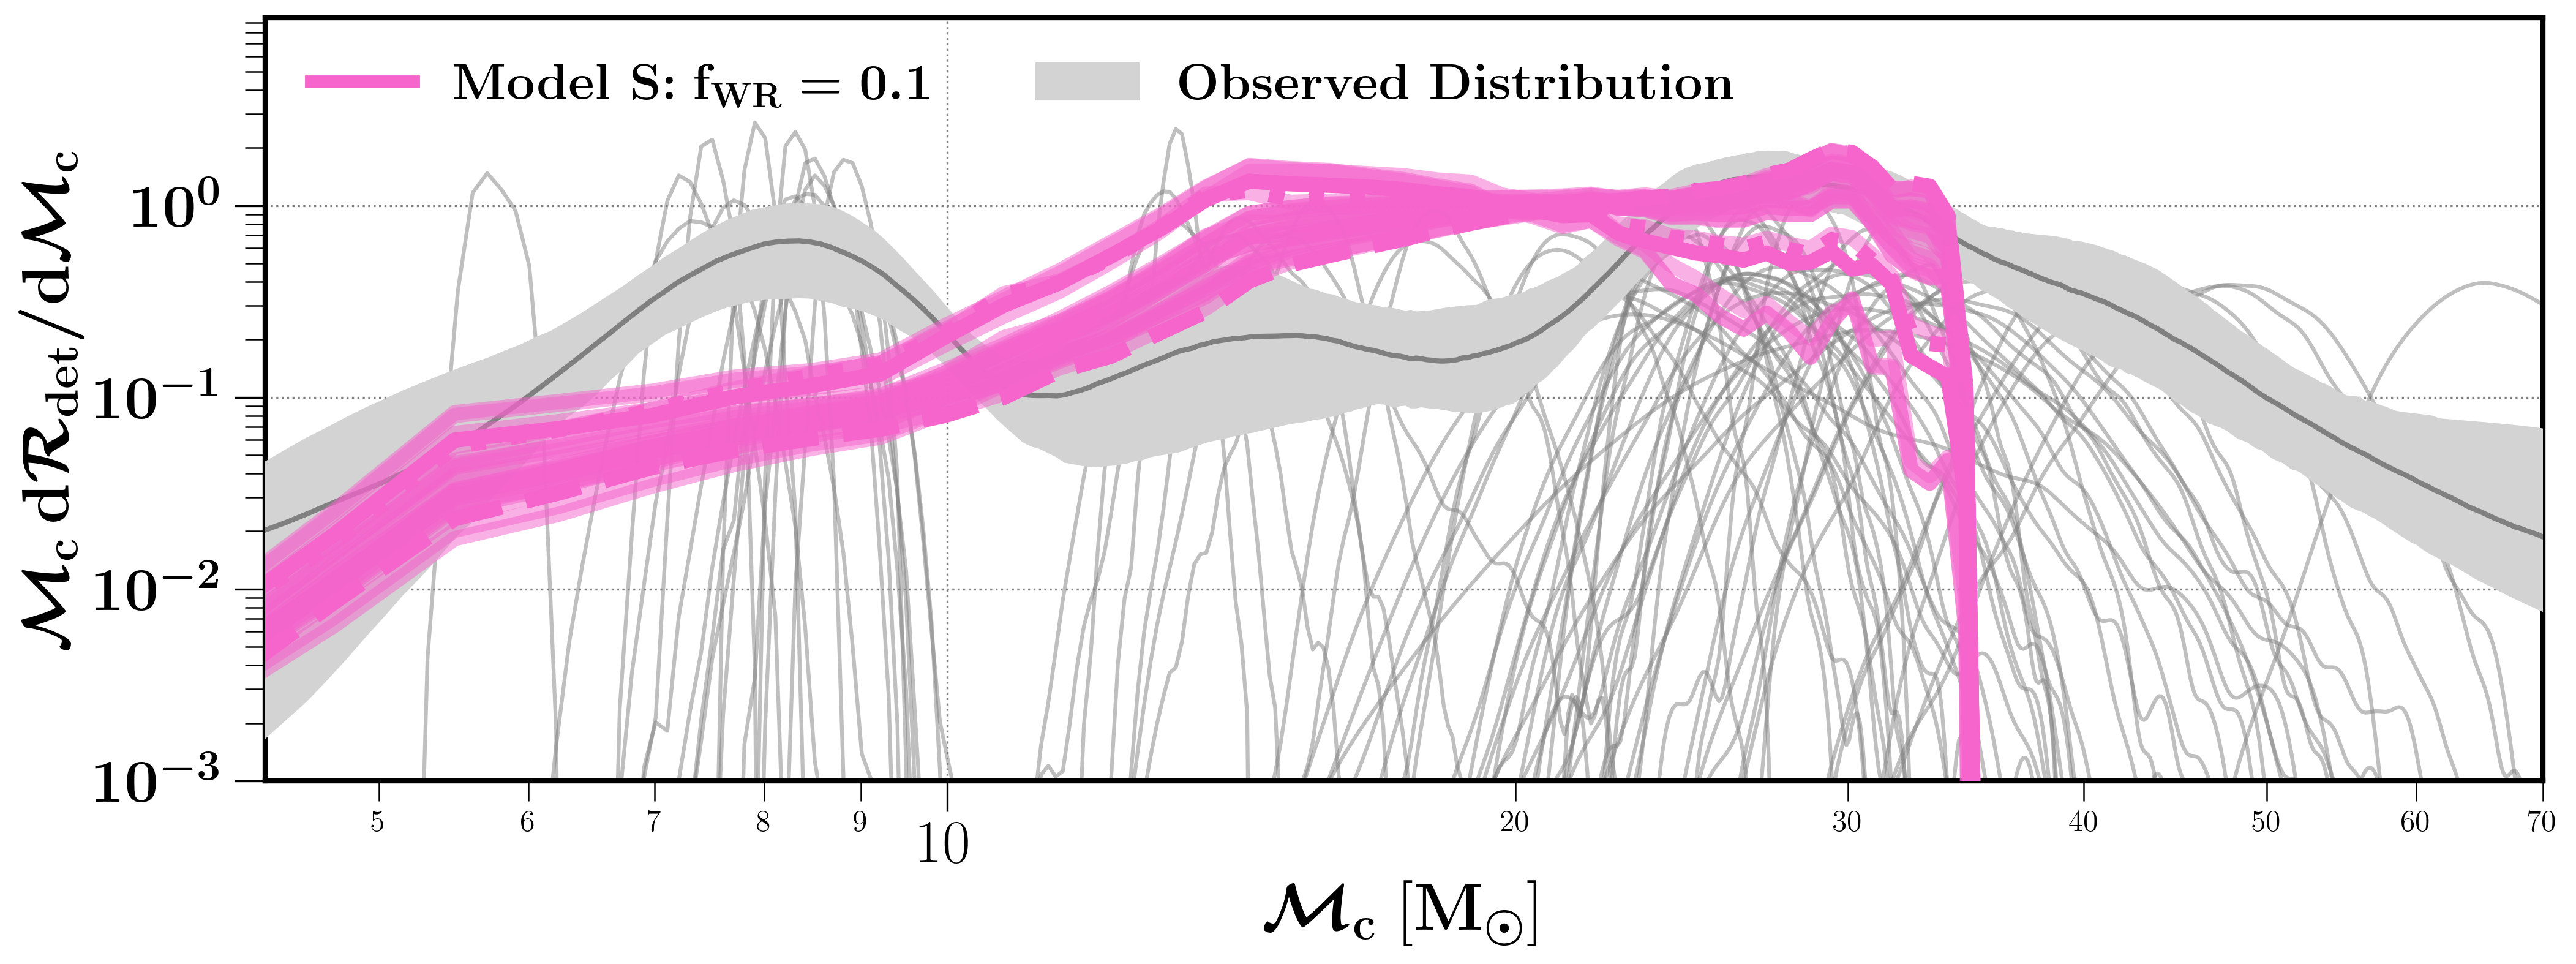 Model S: f_WR = 0.1
Observed Distribution
ℳ_c dℛ_det/dℳ_c
10^0
10^−1
10^−2
10^−3
5 6 7 8 9 10 20 30 40 50 60 70
ℳ_c [M_⊙]